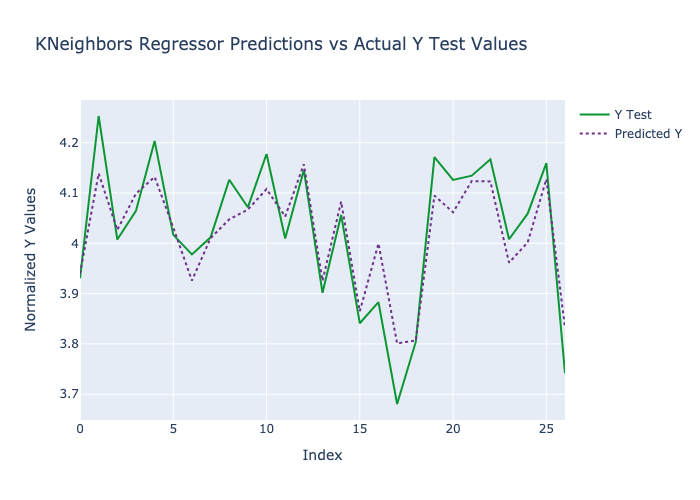 KNeighbors Regressor Predictions vs Actual Y Test Values
Y Test
Predicted Y
4.2
4.1
4
3.9
3.8
3.7
Normalized Y Values
0
5
10
15
20
25
Index